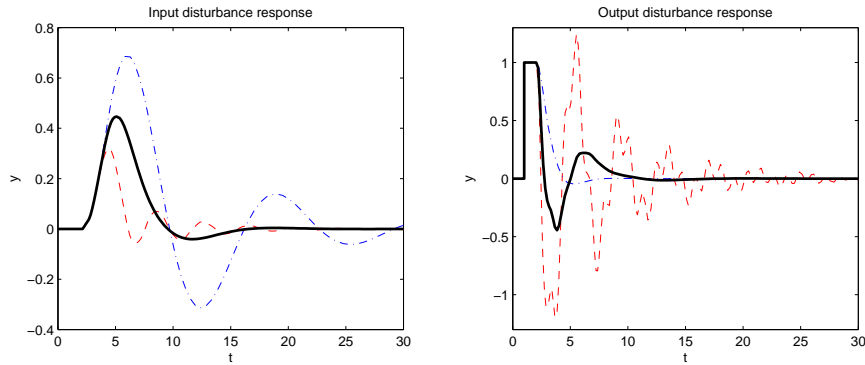 Input disturbance response
0.8
0.6
0.4
0.2
0
−0.2
−0.4
y
0 5 10 15 20 25 30
t
Output disturbance response
1
0.5
0
−0.5
−1
y
0 5 10 15 20 25 30
t